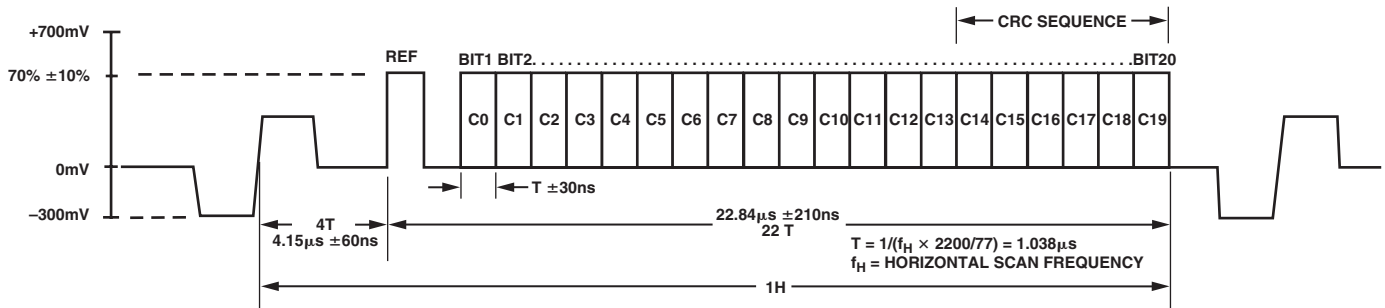 CRC SEQUENCE
+700mV
REF
BIT1 BIT2. . . . . . . . . . . . . . . . . . . . . . . . . . . . . . . . . . . . . . . . . . . . . . . . . . . . . . . . . . . . . . . . . . . . . .BIT20
70% ±10%
C0 C1 C2 C3 C4 C5 C6 C7 C8 C9 C10 C11 C12 C13 C14 C15 C16 C17 C18 C19
0mV
T ±30ns
–300mV
4T
4.15μs ±60ns
22.84μs ±210ns
22 T
T = 1/(fH × 2200/77) = 1.038μs
fH = HORIZONTAL SCAN FREQUENCY
1H